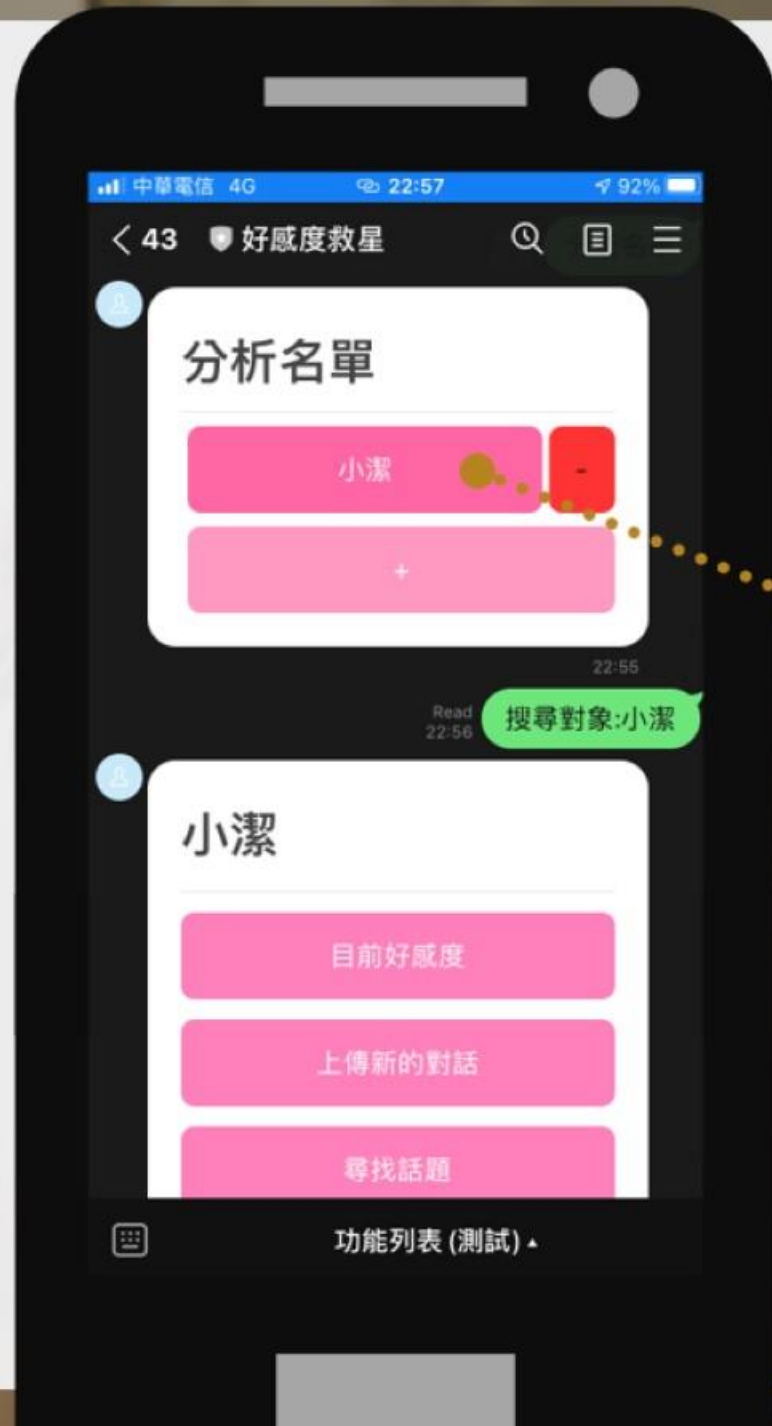 中華電信 4G 22:57 92%
43 好感度救星
分析名單
小潔 -
+
22:55
Read
22:56
搜尋對象:小潔
小潔
目前好感度
上傳新的對話
尋找話題
功能列表 (測試)